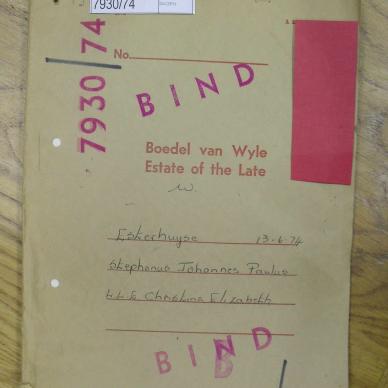 7930/74
7930/74
No.
BIND
Boedel van Wyle
Estate of the Late
w.
Esterhuyse 13-6-74
Stephanus Johannes Paulus
& L.S. Christina Elizabeth
BIND